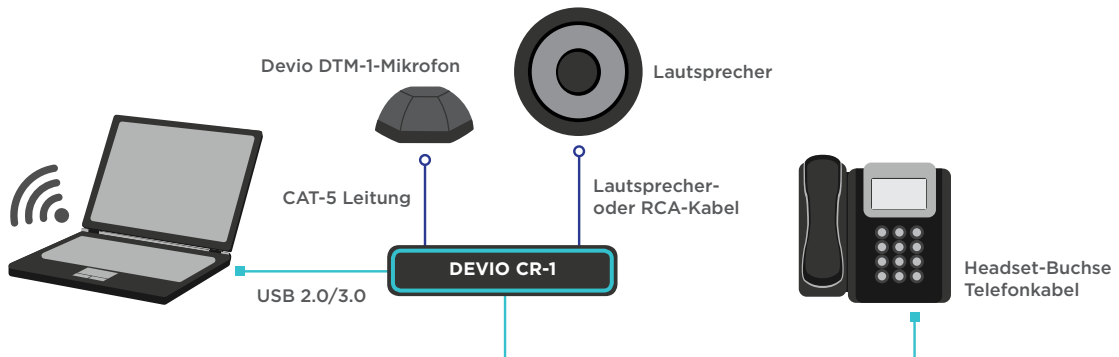 Devio DTM-1-Mikrofon
Lautsprecher
CAT-5 Leitung
Lautsprecher-
oder RCA-Kabel
DEVIO CR-1
USB 2.0/3.0
Headset-Buchse
Telefonkabel